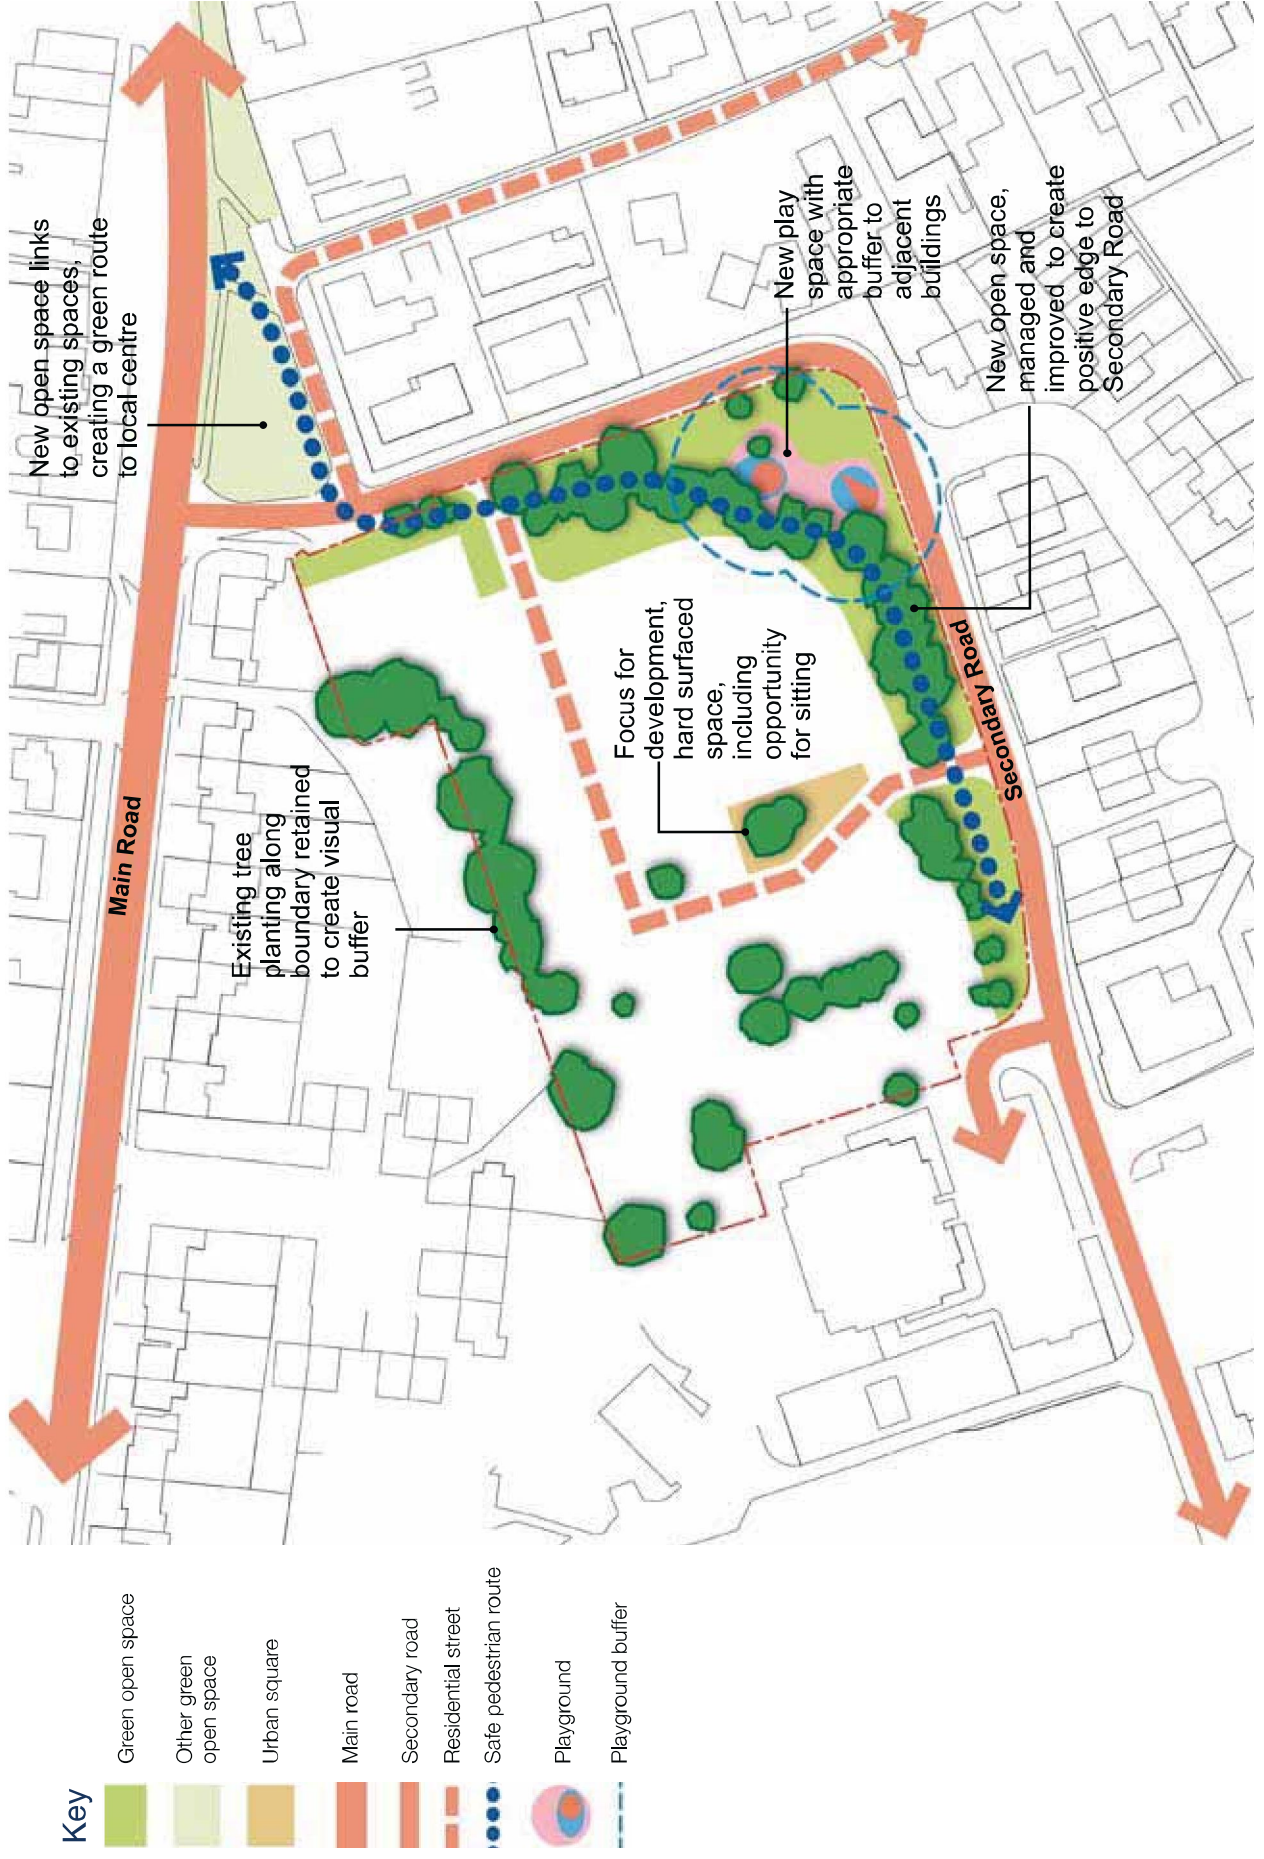 New open space links
to existing spaces,
creating a green route
to local centre
Main Road
Existing tree
planting along
boundary retained
to create visual
buffer
Focus for
development,
hard surfaced
space,
including
opportunity
for sitting
New play
space with
appropriate
buffer to
adjacent
buildings
New open space,
managed and
improved to create
positive edge to
Secondary Road
Secondary Road
Key
Green open space
Other green
open space
Urban square
Main road
Secondary road
Residential street
Safe pedestrian route
Playground
Playground buffer